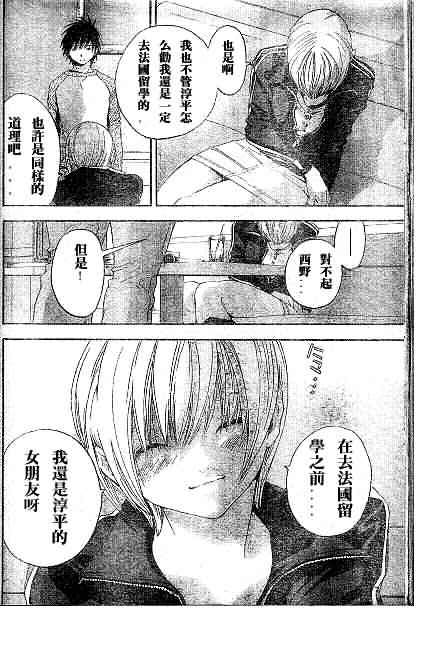 也是啊
我也不管淳平怎
么勸我還是一定
去法國留學的．
也許是同樣的
道理吧．．．
對不起
西野．．．
但是！
在去法國留
學之前．．．．
我還是淳平的
女朋友呀